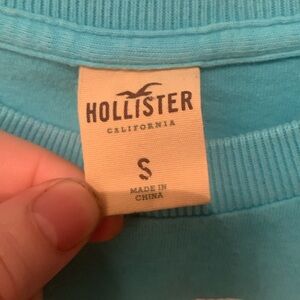 HOLLISTER
CALIFORNIA
S
MADE IN
CHINA